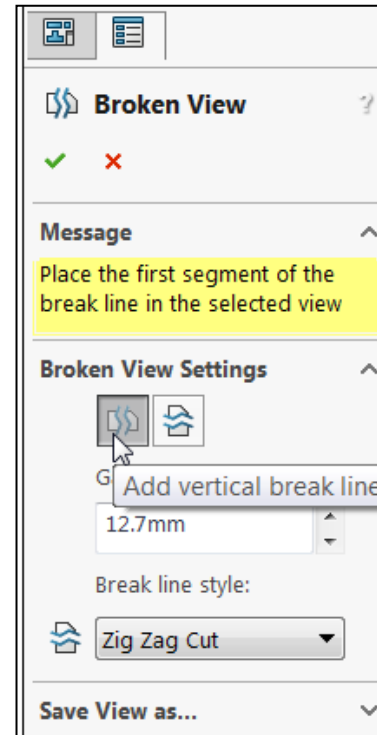 Broken View
?
Message
Place the first segment of the
break line in the selected view
Broken View Settings
G
Add vertical break line
12.7mm
Break line style:
Zig Zag Cut
Save View as...